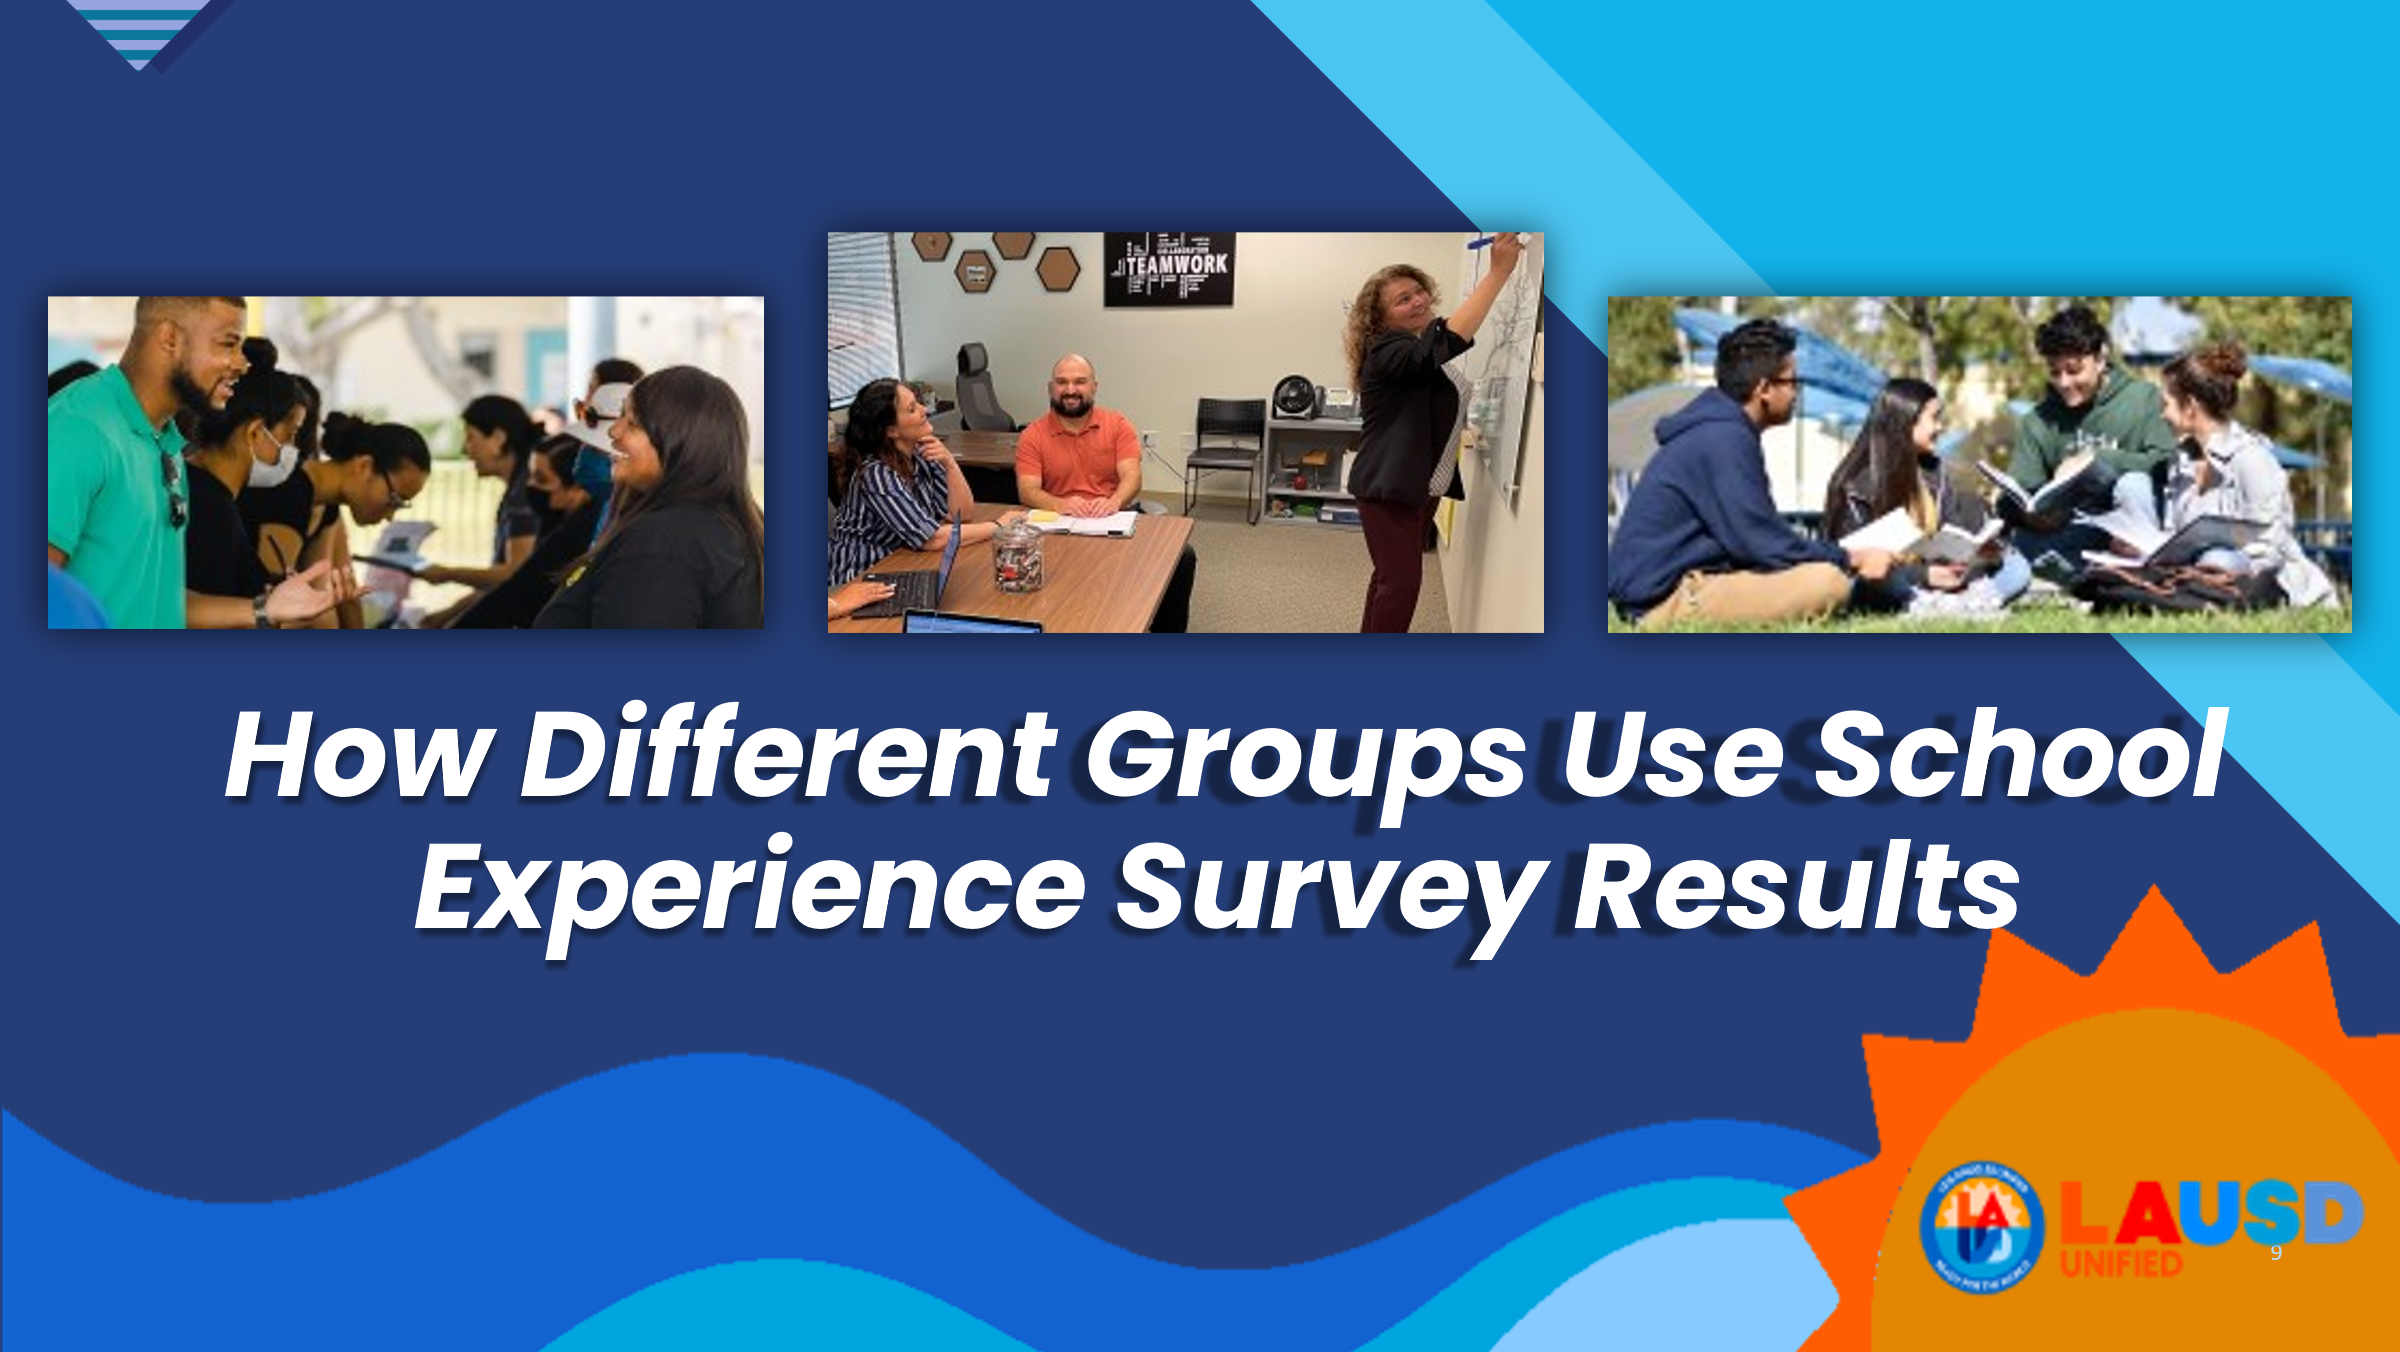 TEAMWORK
How Different Groups Use School
Experience Survey Results
LAUSD
UNIFIED
9